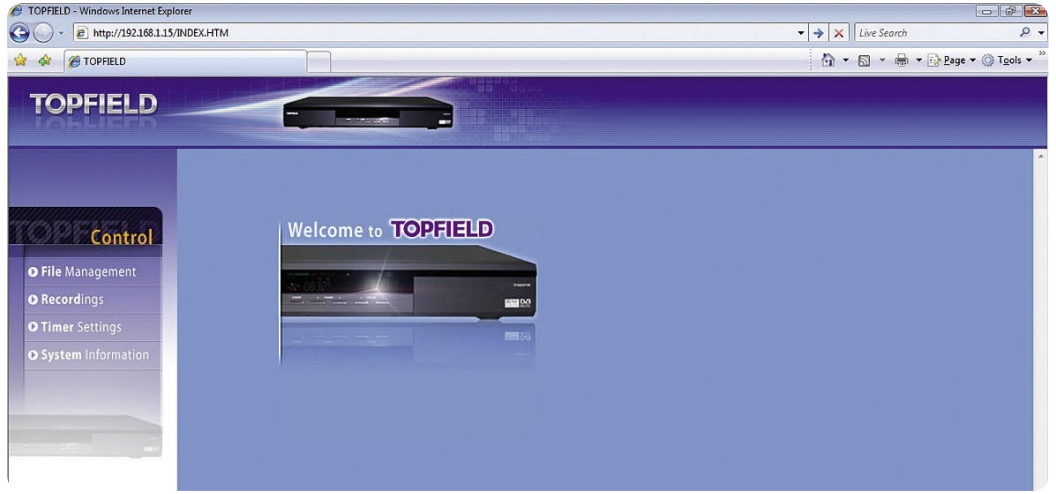 TOPFIELD - Windows Internet Explorer
http://192.168.1.15/INDEX.HTM
Live Search
TOPFIELD
Page
Tools
TOPFIELD
TOPFIELD
Control
File Management
Recordings
Timer Settings
System Information
Welcome to TOPFIELD